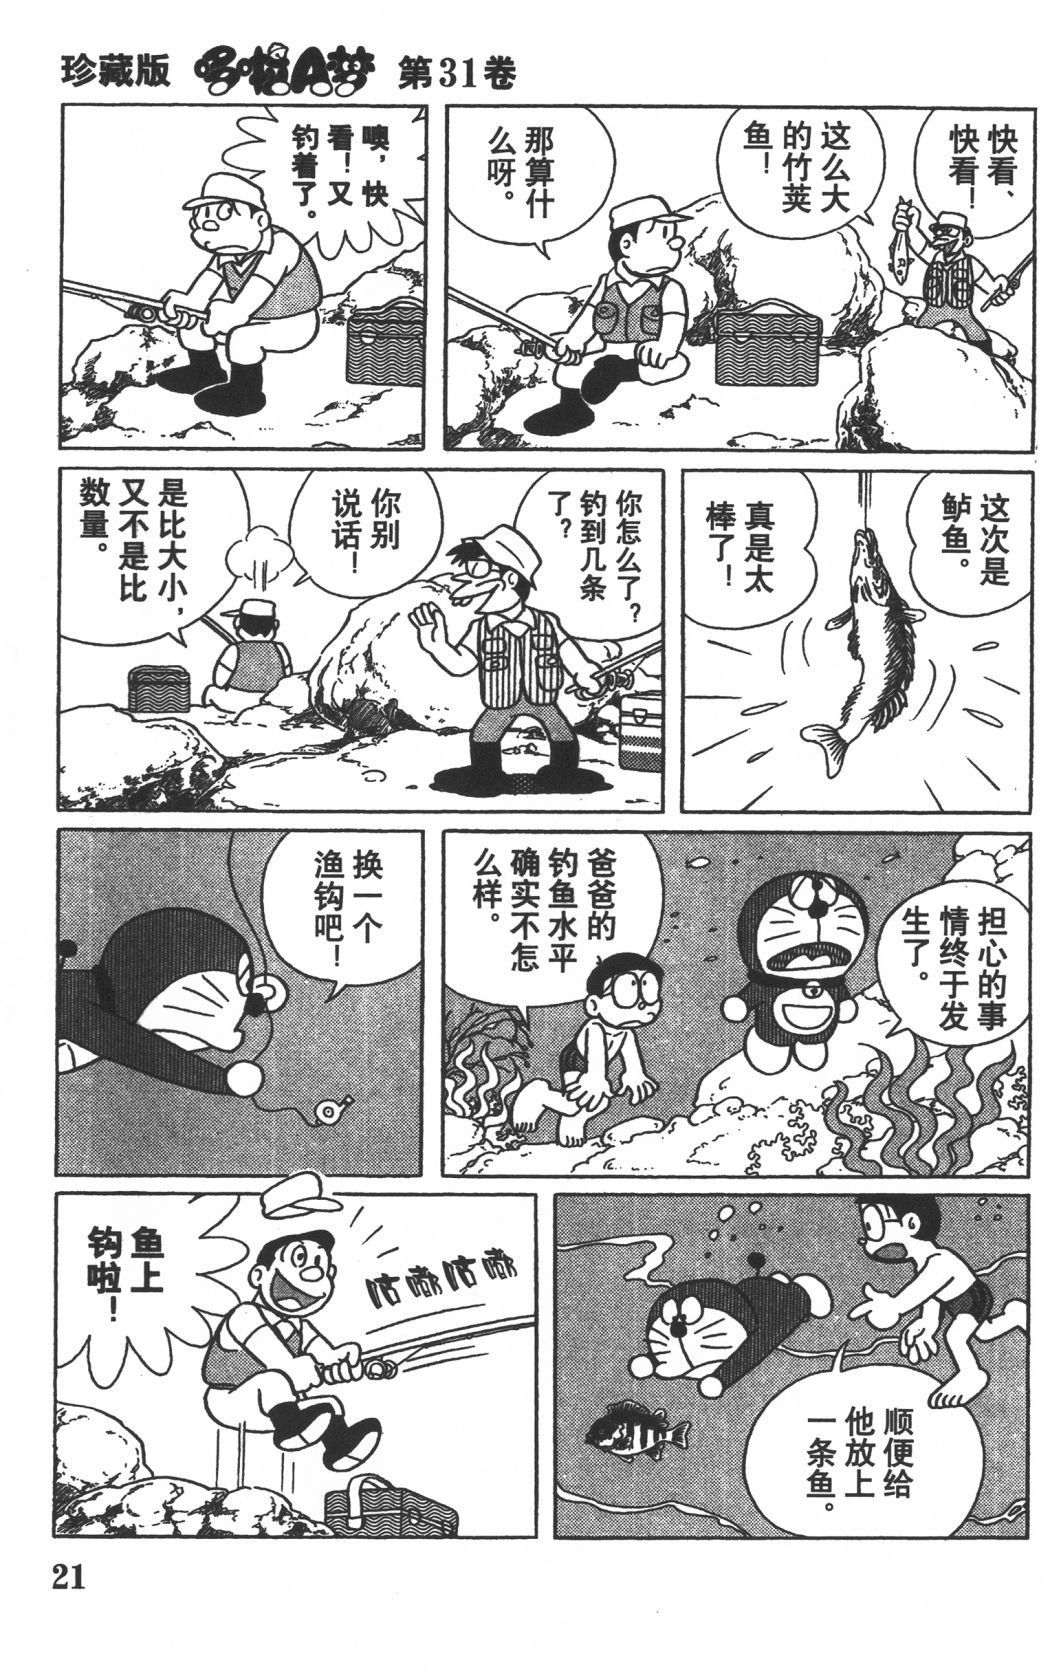 珍藏版 哆啦A梦 第31卷
快看、
快看！
这么大
的竹荚
鱼！
那算什
么呀。
噢，快
看！又
钓着了。
这次是
鲈鱼。
真是太
棒了！
你怎么了？
钓到几条
了？
你别
说话！
是比大小，
又不是比
数量。
担心的事
情终于发
生了。
爸爸的
钓鱼水平
确实不怎
么样。
换一个
渔钩吧！
顺便给
他放上
一条鱼。
咕嘟咕嘟
鱼上
钩啦！
21